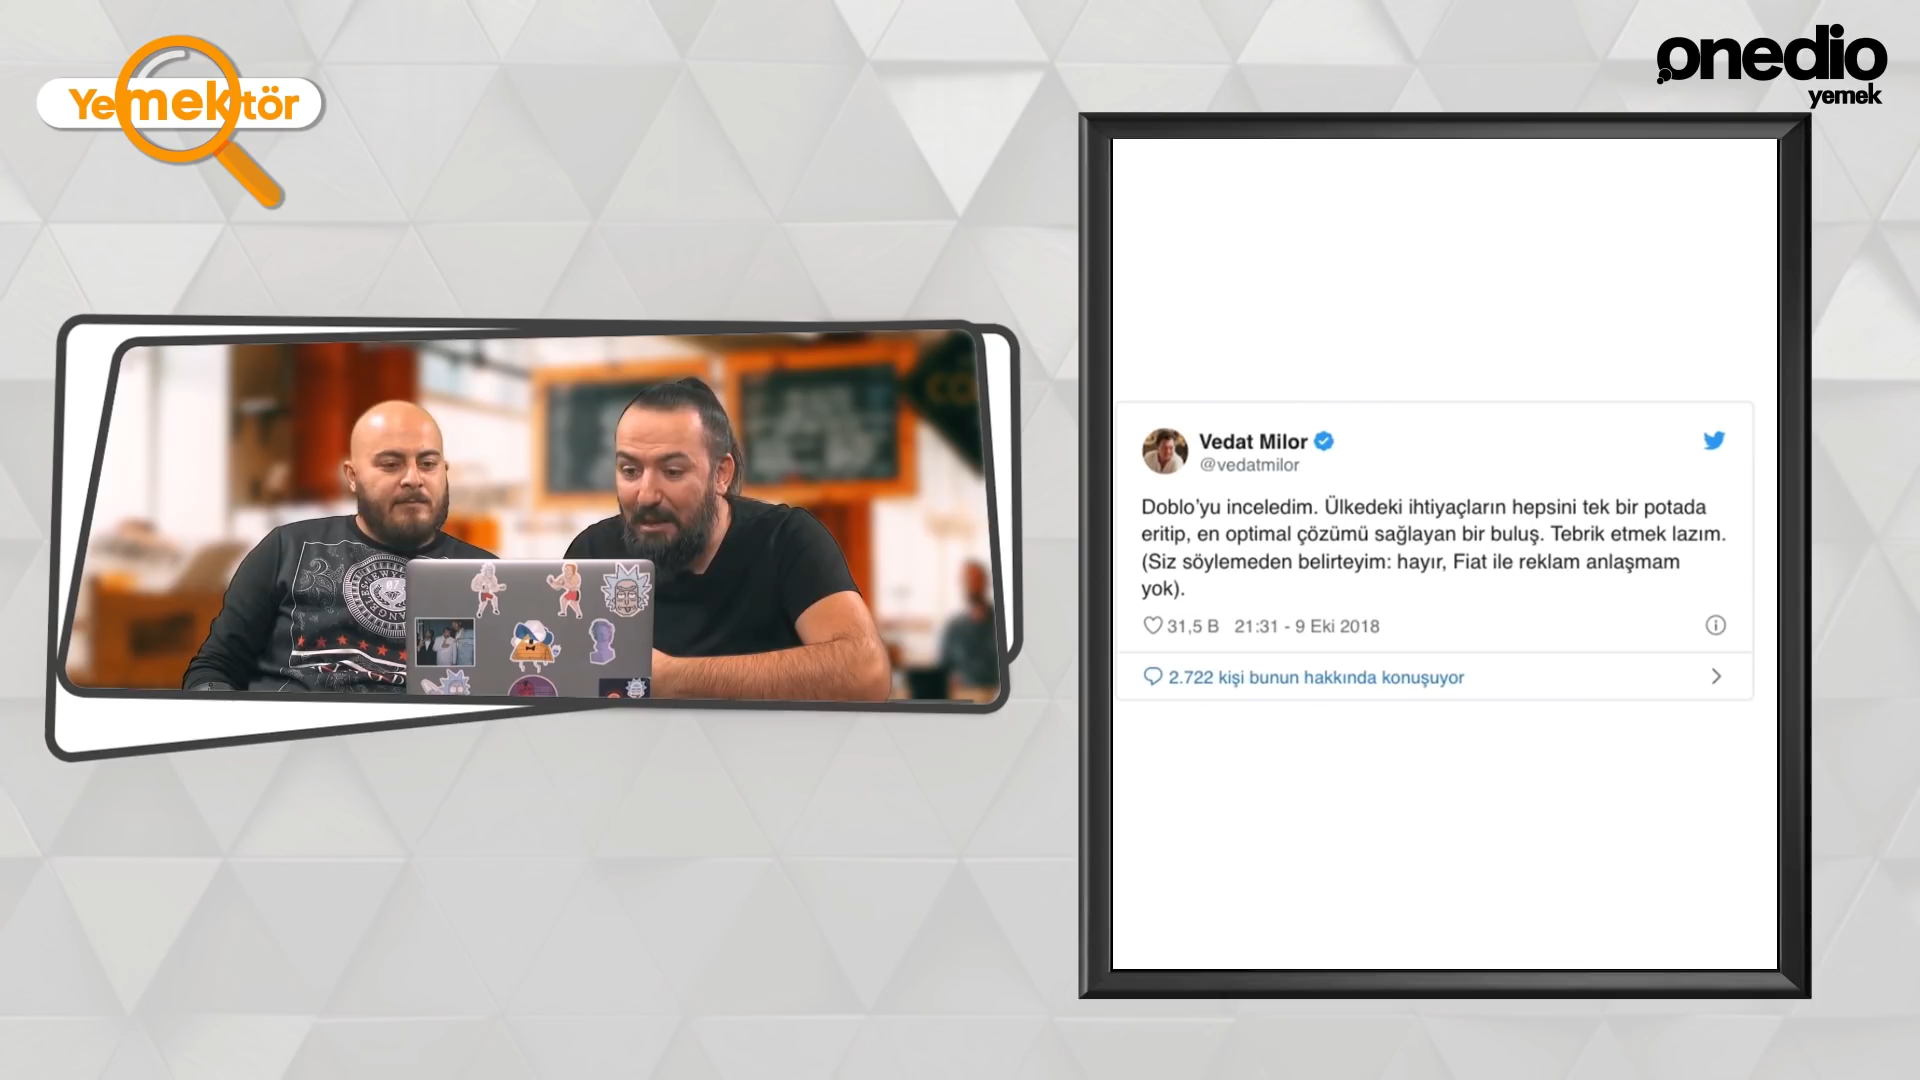 Yemektör
onedio
yemek
Vedat Milor
@vedatmilor
Doblo’yu inceledim. Ülkedeki ihtiyaçların hepsini tek bir potada
eritip, en optimal çözümü sağlayan bir buluş. Tebrik etmek lazım.
(Siz söylemeden belirteyim: hayır, Fiat ile reklam anlaşmam
yok).
31,5 B 21:31 - 9 Eki 2018
2.722 kişi bunun hakkında konuşuyor